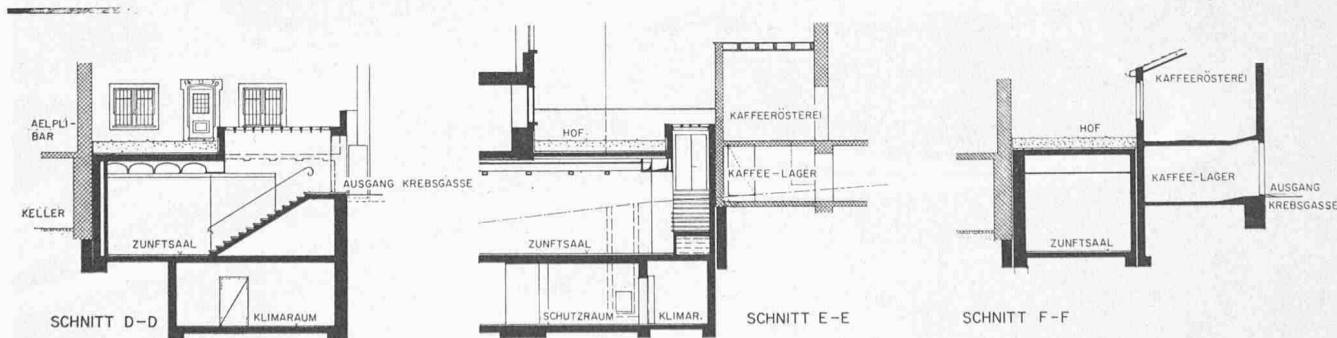 AELPLI-
BAR
KELLER
AUSGANG KREBSGASSE
ZUNFTSAAL
KLIMARAUM
SCHNITT D-D
HOF
KAFFEERÖSTEREI
KAFFEE-LAGER
ZUNFTSAAL
SCHUTZRAUM
KLIMAR.
SCHNITT E-E
KAFFEERÖSTEREI
HOF
KAFFEE-LAGER
AUSGANG
KREBSGASSE
ZUNFTSAAL
SCHNITT F-F